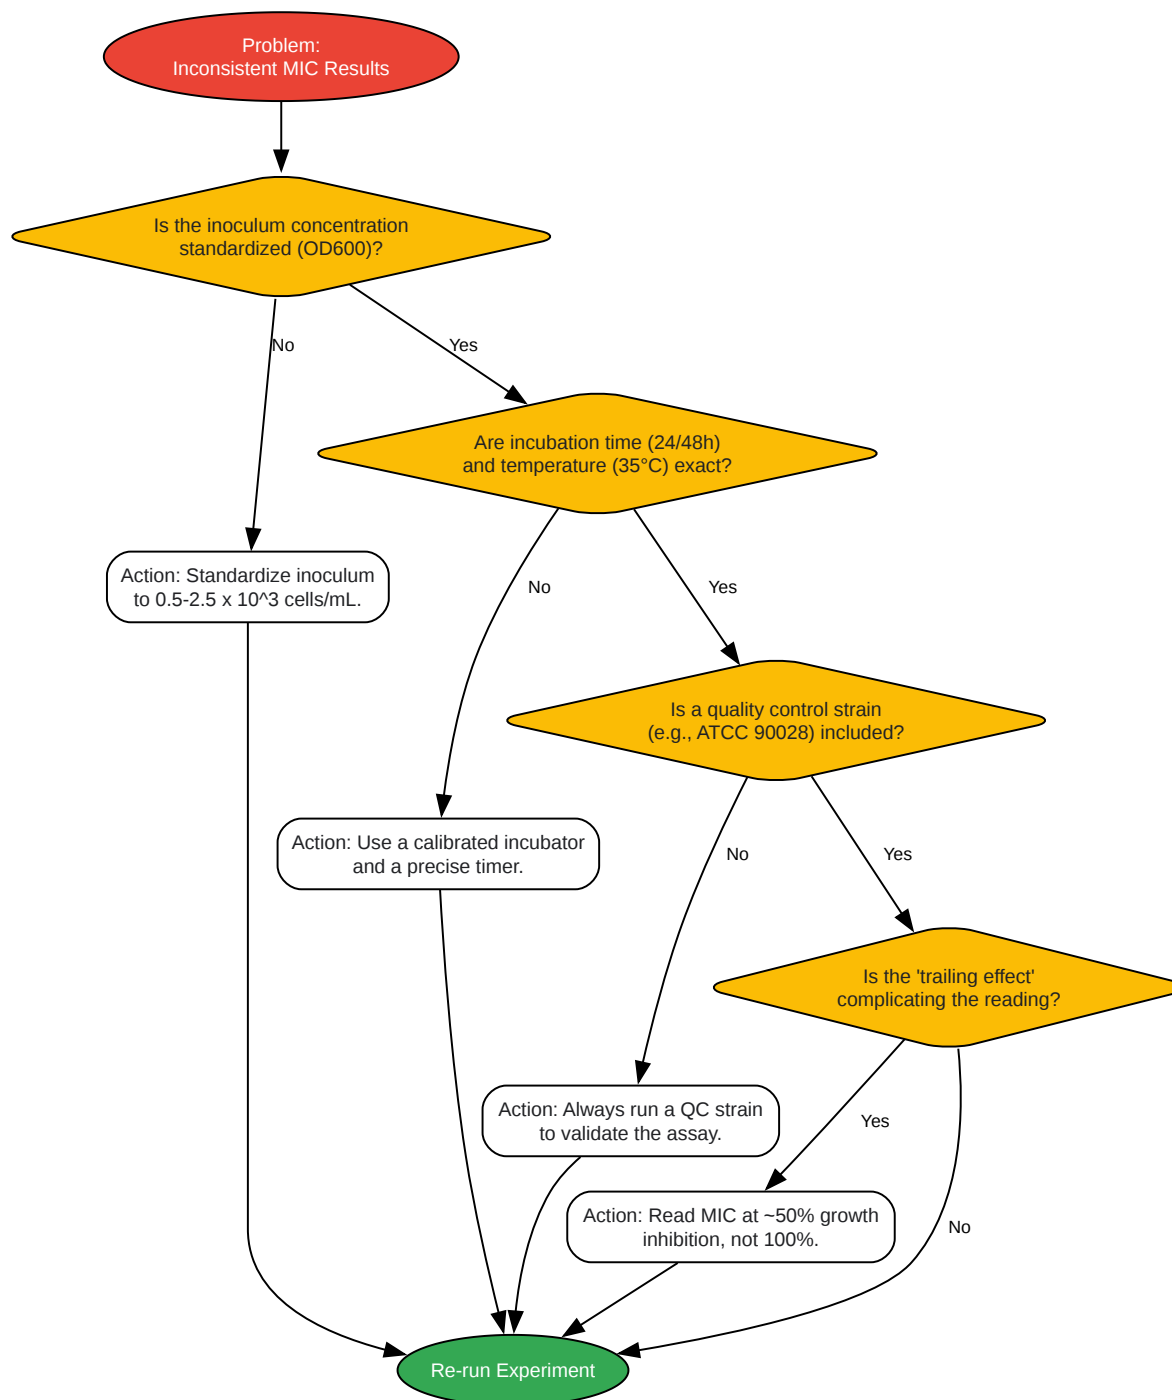 Problem:
Inconsistent MIC Results
Is the inoculum concentration
standardized (OD600)?
No
Yes
Are incubation time (24/48h)
and temperature (35°C) exact?
Action: Standardize inoculum
to 0.5-2.5 x 10^3 cells/mL.
No
Yes
Is a quality control strain
(e.g., ATCC 90028) included?
Action: Use a calibrated incubator
and a precise timer.
No
Yes
Is the 'trailing effect'
complicating the reading?
Action: Always run a QC strain
to validate the assay.
Yes
Action: Read MIC at ~50% growth
inhibition, not 100%.
No
Re-run Experiment